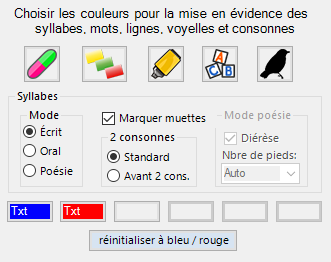 Choisir les couleurs pour la mise en évidence des
syllabes, mots, lignes, voyelles et consonnes
A
B C
Syllabes
Mode
Écrit
Oral
Poésie
Marquer muettes
2 consonnes
Standard
Avant 2 cons.
Mode poésie
Diérèse
Nbre de pieds:
Auto
Txt Txt
réinitialiser à bleu / rouge